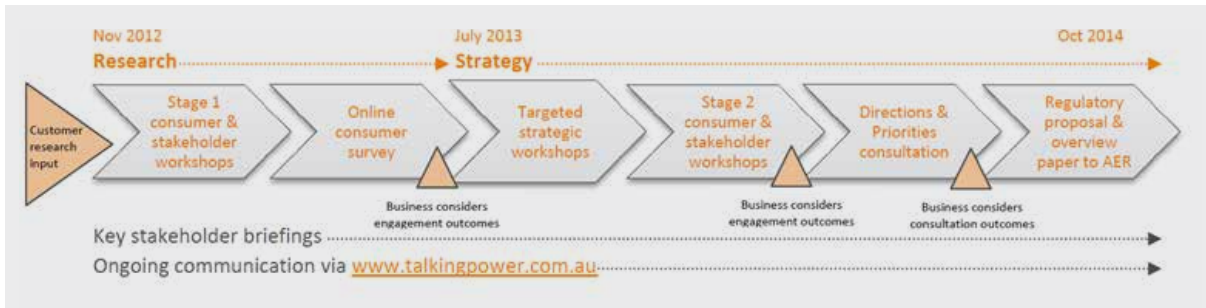 Nov 2012
July 2013
Oct 2014
Research
Strategy
Customer
research
input
Stage 1
consumer &
stakeholder
workshops
Online
consumer
survey
Targeted
strategic
workshops
Stage 2
consumer &
stakeholder
workshops
Directions &
Priorities
consultation
Regulatory
proposal &
overview
paper to AER
Business considers
engagement outcomes
Business considers
engagement outcomes
Business considers
consultation outcomes
Key stakeholder briefings
Ongoing communication via www.talkingpower.com.au